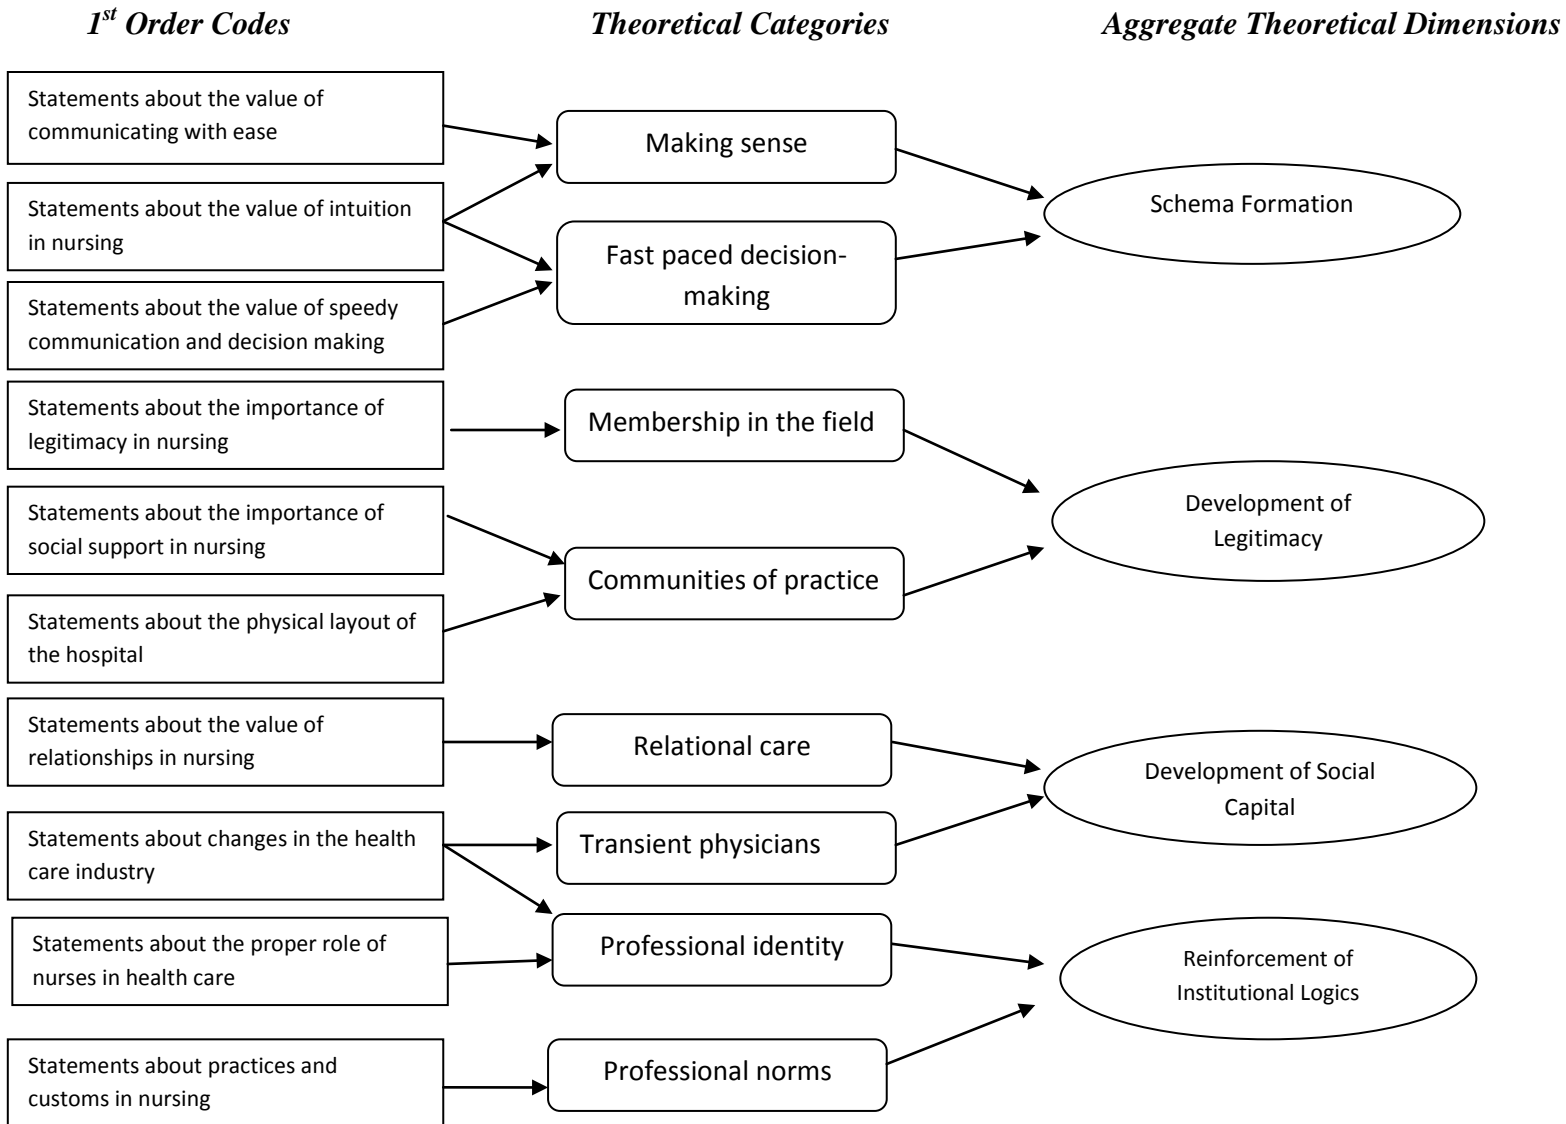 1st Order Codes
Theoretical Categories
Aggregate Theoretical Dimensions
Statements about the value of
communicating with ease
Statements about the value of intuition
in nursing
Statements about the value of speedy
communication and decision making
Statements about the importance of
legitimacy in nursing
Statements about the importance of
social support in nursing
Statements about the physical layout of
the hospital
Statements about the value of
relationships in nursing
Statements about changes in the health
care industry
Statements about the proper role of
nurses in health care
Statements about practices and
customs in nursing
Making sense
Fast paced decision-
making
Membership in the field
Communities of practice
Relational care
Transient physicians
Professional identity
Professional norms
Schema Formation
Development of
Legitimacy
Development of Social
Capital
Reinforcement of
Institutional Logics